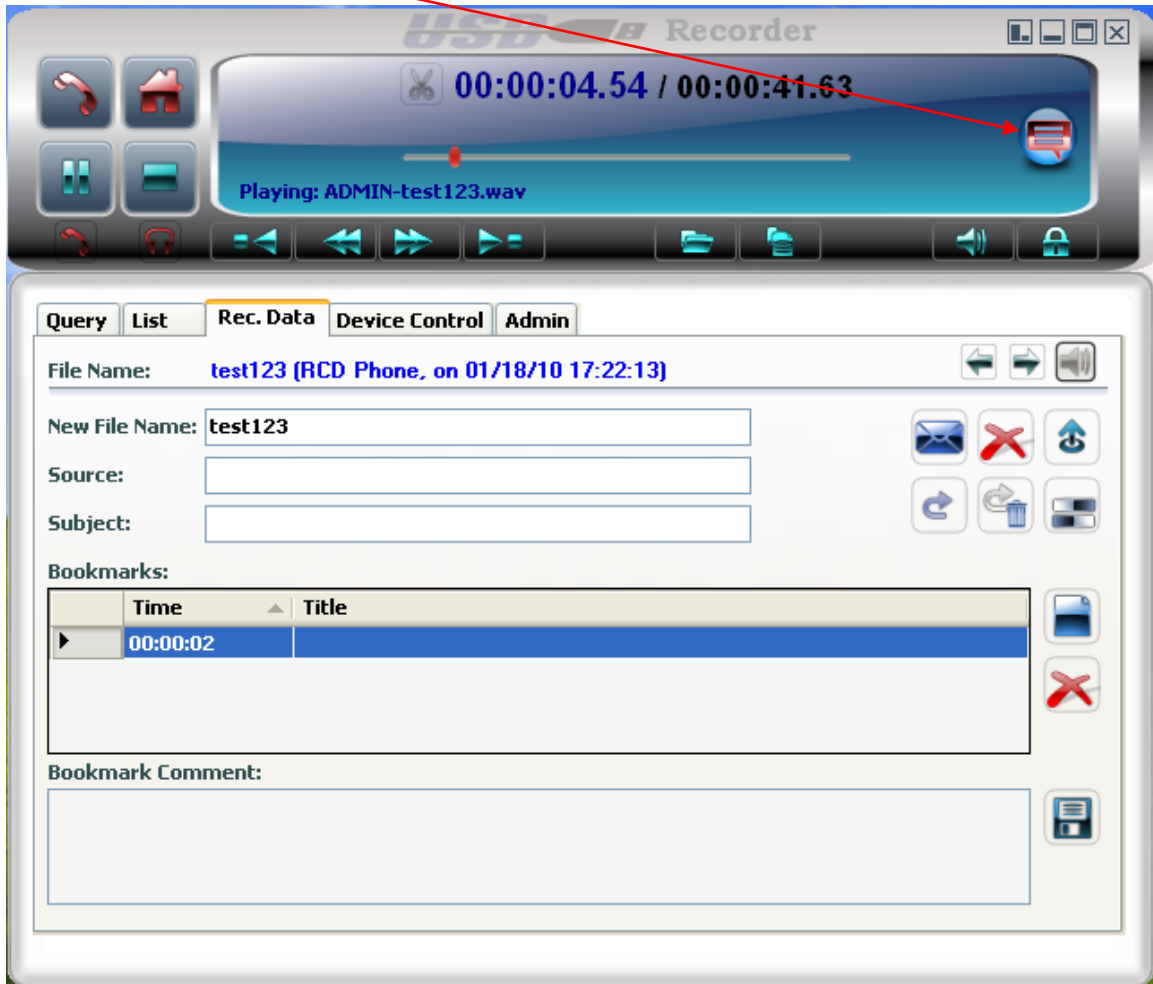 USB Recorder
00:00:04.54 / 00:00:41.63
Playing: ADMIN-test123.wav
Query List Rec. Data Device Control Admin
File Name: test123 (RCD Phone, on 01/18/10 17:22:13)
New File Name: test123
Source:
Subject:
Bookmarks:
Time Title
00:00:02
Bookmark Comment: